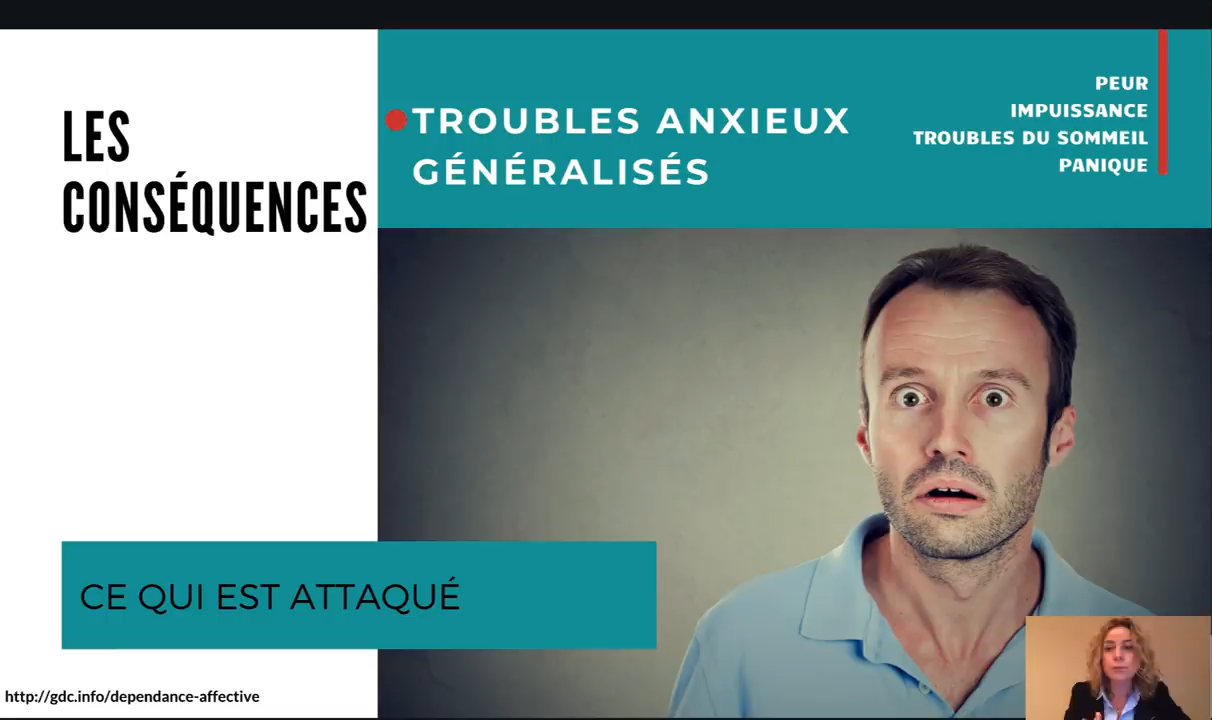 LES
CONSÉQUENCES
TROUBLES ANXIEUX
GÉNÉRALISÉS
PEUR
IMPUISSANCE
TROUBLES DU SOMMEIL
PANIQUE
CE QUI EST ATTAQUÉ
http://gdc.info/dependance-affective